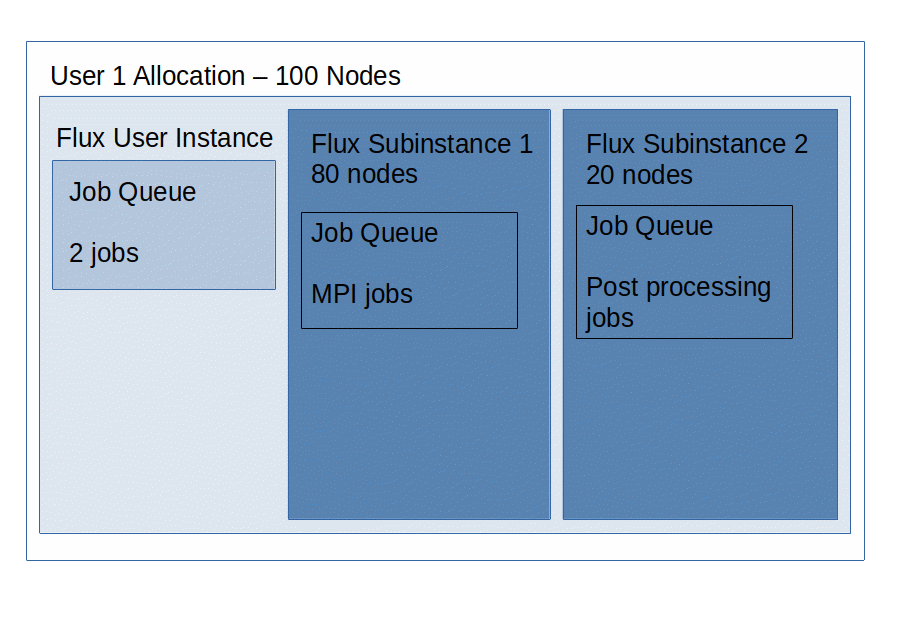 User 1 Allocation – 100 Nodes
Flux User Instance
Job Queue
2 jobs
Flux Subinstance 1
80 nodes
Job Queue
MPI jobs
Flux Subinstance 2
20 nodes
Job Queue
Post processing
jobs